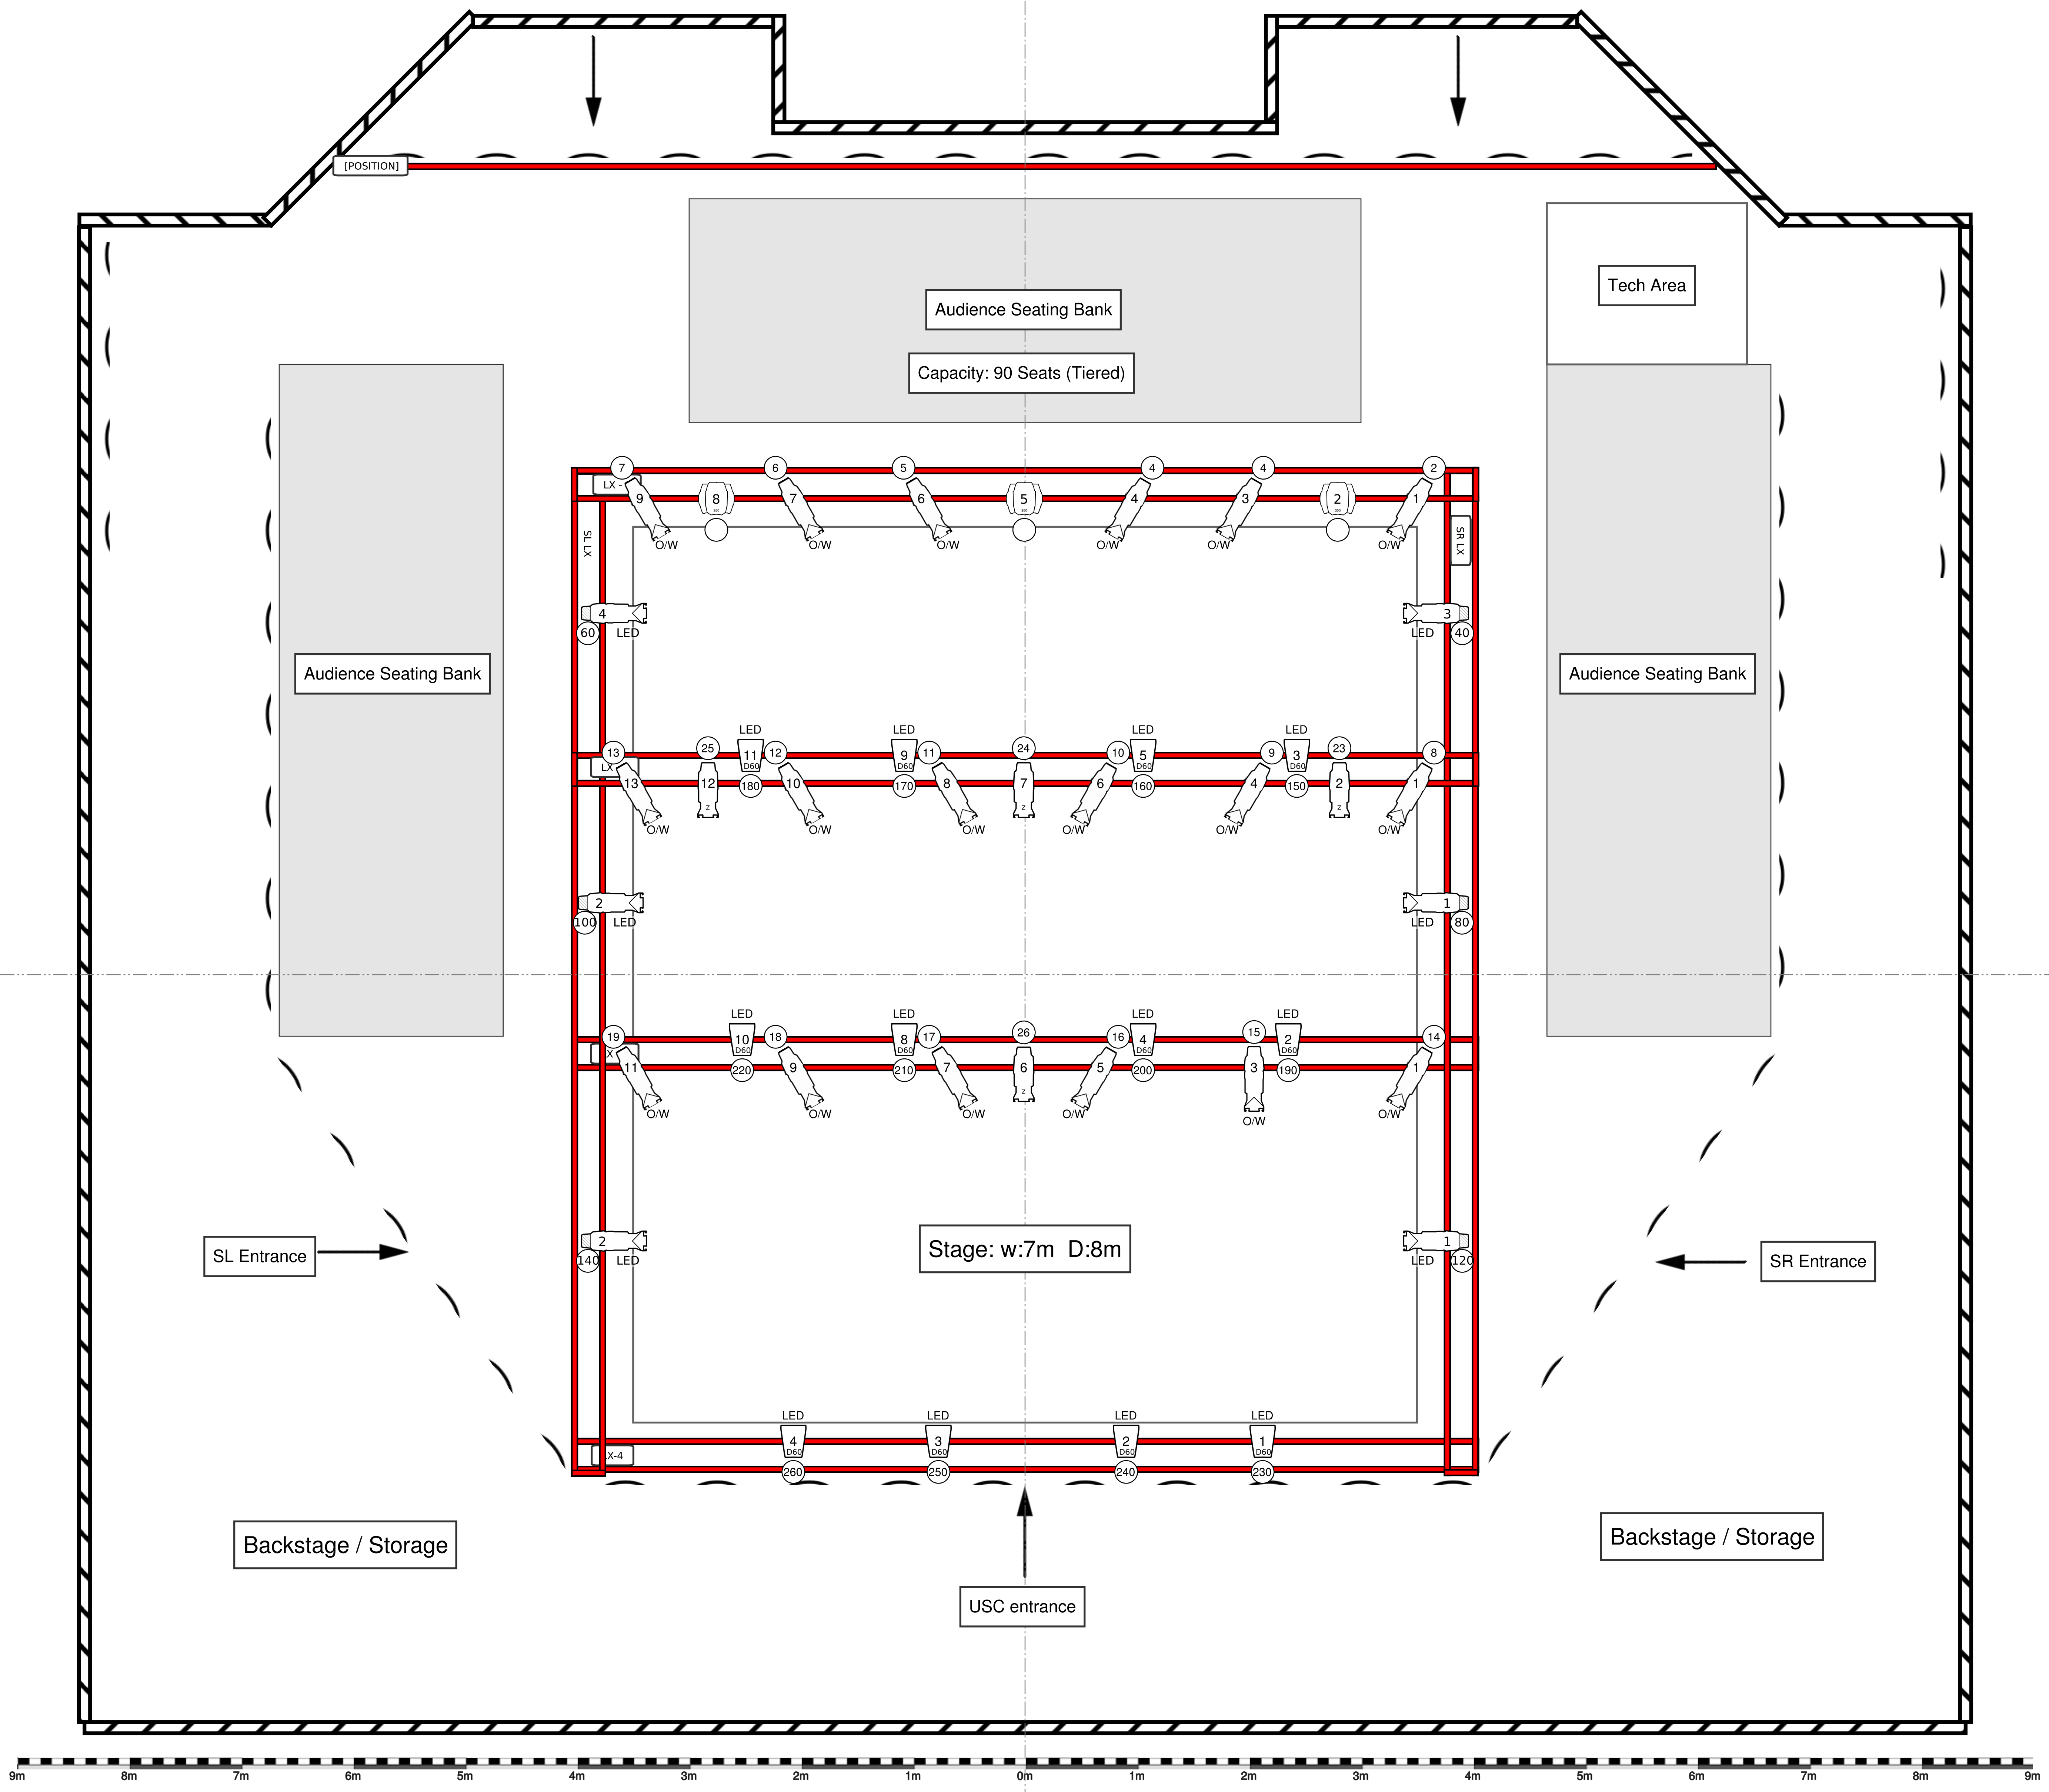 [POSITION]
Tech Area
Audience Seating Bank
Capacity: 90 Seats (Tiered)
7 6 5 4 4 2
LX -
9 8 7 6 5 4 3 2 1
O/W O/W O/W O/W O/W O/W
SL LX
SR LX
4 3
60 LED LED 40
Audience Seating Bank
Audience Seating Bank
LED LED LED LED
13 25 12 11 24 10 9 23 8
11 9 5 3
D60 D60 D60 D60
LX
13 12 10 8 7 6 4 2 1
180 170 160 150
Z Z Z
O/W O/W O/W O/W O/W O/W
2 1
100 LED LED 80
LED LED LED LED
19 18 17 26 16 15 14
10 8 4 2
D60 D60 D60 D60
11 9 7 6 5 3 1
220 210 200 190
Z
O/W O/W O/W O/W O/W O/W
2 1
140 LED LED 120
SL Entrance
Stage: w:7m D:8m
SR Entrance
LED LED LED LED
4 3 2 1
D60 D60 D60 D60
X-4
260 250 240 230
Backstage / Storage
Backstage / Storage
USC entrance
9m 8m 7m 6m 5m 4m 3m 2m 1m 0m 1m 2m 3m 4m 5m 6m 7m 8m 9m